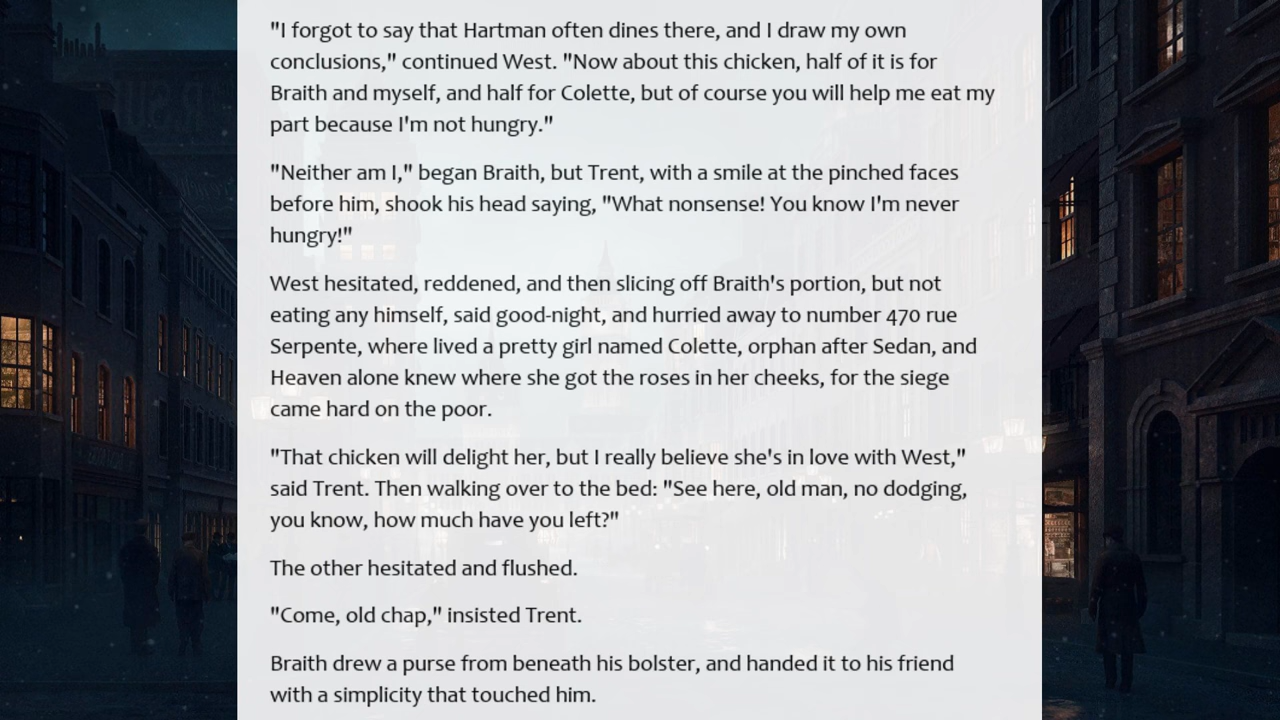 "I forgot to say that Hartman often dines there, and I draw my own
conclusions," continued West. "Now about this chicken, half of it is for
Braith and myself, and half for Colette, but of course you will help me eat my
part because I'm not hungry."
"Neither am I," began Braith, but Trent, with a smile at the pinched faces
before him, shook his head saying, "What nonsense! You know I'm never
hungry!"
West hesitated, reddened, and then slicing off Braith's portion, but not
eating any himself, said good-night, and hurried away to number 470 rue
Serpente, where lived a pretty girl named Colette, orphan after Sedan, and
Heaven alone knew where she got the roses in her cheeks, for the siege
came hard on the poor.
"That chicken will delight her, but I really believe she's in love with West,"
said Trent. Then walking over to the bed: "See here, old man, no dodging,
you know, how much have you left?"
The other hesitated and flushed.
"Come, old chap," insisted Trent.
Braith drew a purse from beneath his bolster, and handed it to his friend
with a simplicity that touched him.